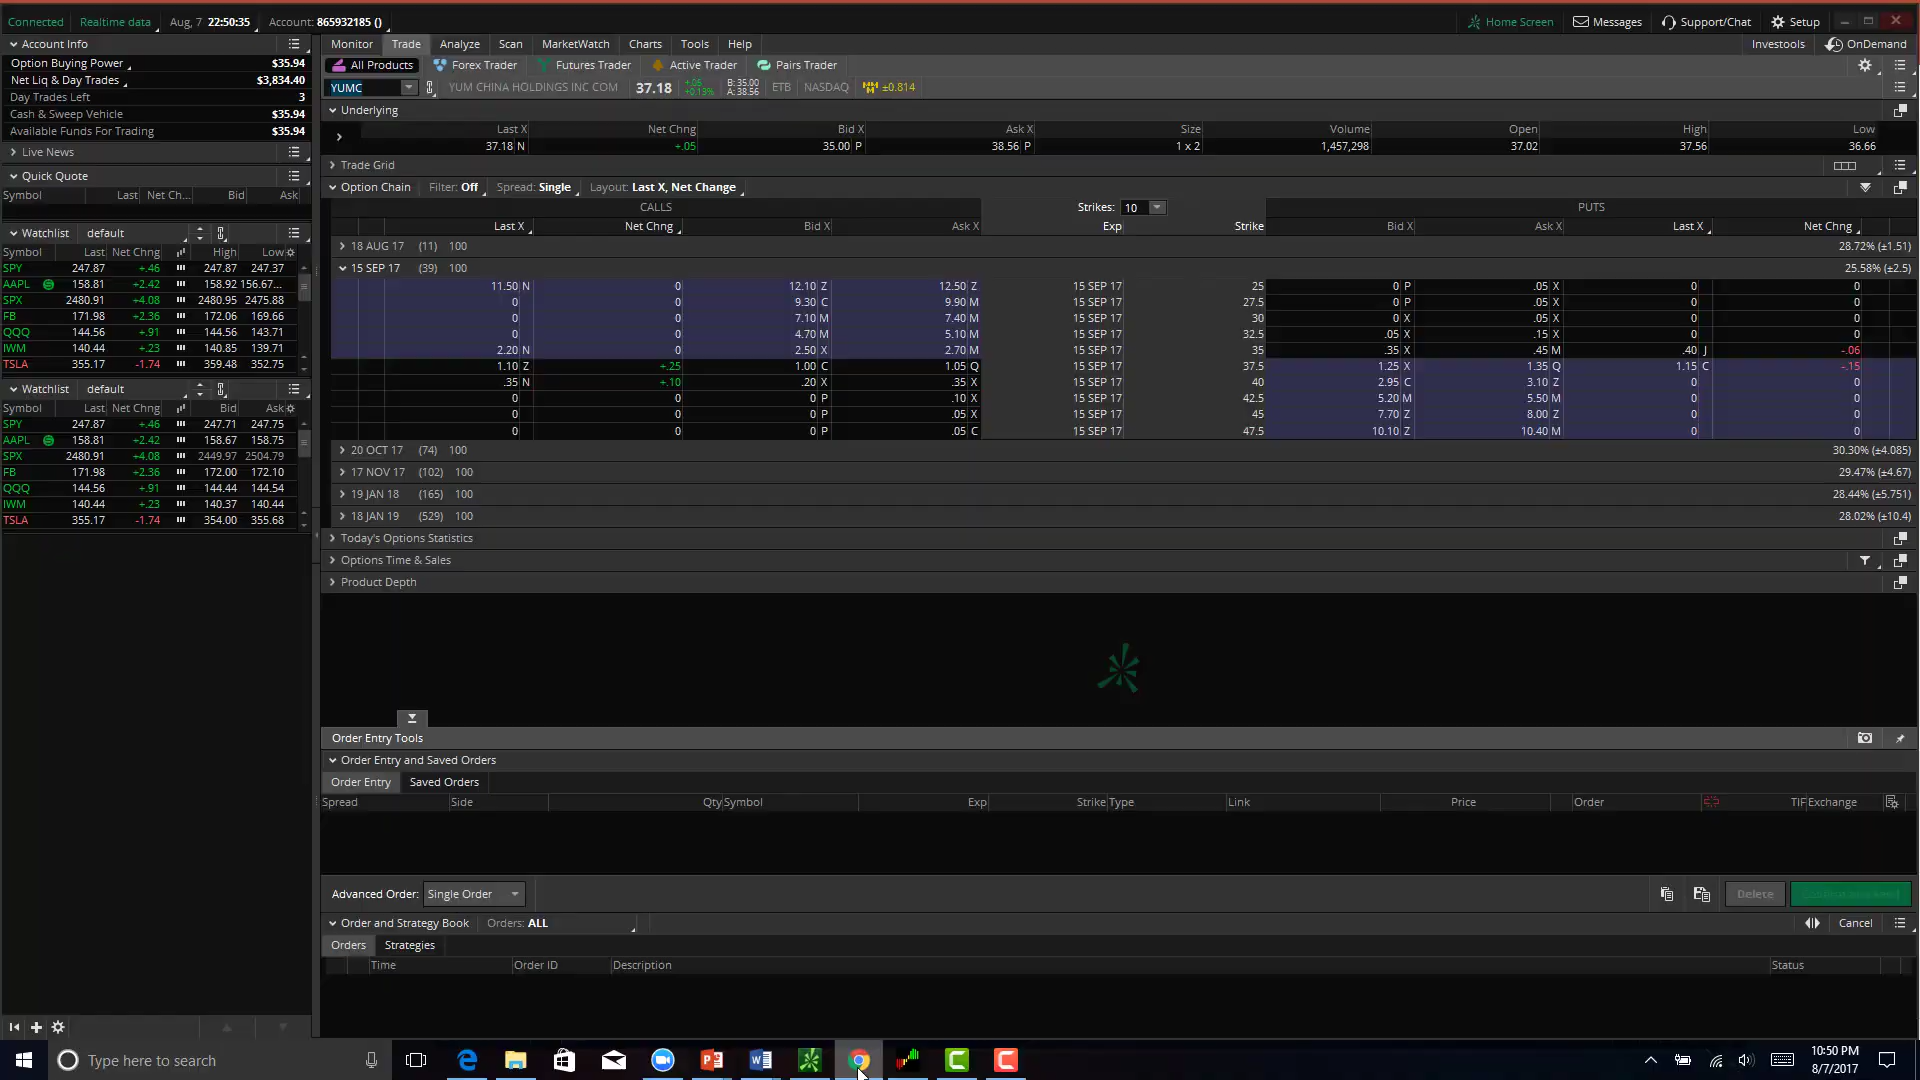 Connected Realtime data Aug, 7 22:50:35 Account: 865932185 () Home Screen Messages Support/Chat Setup
Account Info Monitor Trade Analyze Scan MarketWatch Charts Tools Help Investools OnDemand
Option Buying Power $35.94 All Products Forex Trader Futures Trader Active Trader Pairs Trader
Net Liq & Day Trades $3,834.40 YUMC YUM CHINA HOLDINGS INC COM 37.18 +.05 +0.13% B: 35.00 A: 38.56 ETB NASDAQ ±0.814
Day Trades Left 3
Cash & Sweep Vehicle $35.94 Underlying
Available Funds For Trading $35.94 Last X Net Chng Bid X Ask X Size Volume Open High Low
37.18 N +.05 35.00 P 38.56 P 1 x 2 1,457,298 37.02 37.56 36.66
Live News
Trade Grid
Quick Quote
Symbol Last Net Ch... Bid Ask
Option Chain Filter: Off Spread: Single Layout: Last X, Net Change
CALLS Strikes: 10 PUTS
Last X Net Chng Bid X Ask X Exp Strike Bid X Ask X Last X Net Chng
18 AUG 17 (11) 100 28.72% (±1.51)
15 SEP 17 (39) 100 25.58% (±2.5)
11.50 N 0 12.10 Z 12.50 Z 15 SEP 17 25 0 P .05 X 0 0
0 0 9.30 C 9.90 M 15 SEP 17 27.5 0 P .05 X 0 0
0 0 7.10 M 7.40 M 15 SEP 17 30 0 X .05 X 0 0
0 0 4.70 M 5.10 M 15 SEP 17 32.5 .05 X .15 X 0 0
2.20 N 0 2.50 X 2.70 M 15 SEP 17 35 .35 X .45 M .40 J -.06
1.10 Z +.25 1.00 C 1.05 Q 15 SEP 17 37.5 1.25 X 1.35 Q 1.15 C -.15
.35 N +.10 .20 X .35 X 15 SEP 17 40 2.95 C 3.10 Z 0 0
0 0 0 P .10 X 15 SEP 17 42.5 5.20 M 5.50 M 0 0
0 0 0 P .05 X 15 SEP 17 45 7.70 Z 8.00 Z 0 0
0 0 0 P .05 C 15 SEP 17 47.5 10.10 Z 10.40 M 0 0
20 OCT 17 (74) 100 30.30% (±4.085)
17 NOV 17 (102) 100 29.47% (±4.67)
19 JAN 18 (165) 100 28.44% (±5.751)
18 JAN 19 (529) 100 28.02% (±10.4)
Today's Options Statistics
Options Time & Sales
Product Depth
Watchlist default
Symbol Last Net Chng High Low
SPY 247.87 +.46 247.87 247.37
AAPL 158.81 +2.42 158.92 156.67...
SPX 2480.91 +4.08 2480.95 2475.88
FB 171.98 +2.36 172.06 169.66
QQQ 144.56 +.91 144.56 143.71
IWM 140.44 +.23 140.85 139.71
TSLA 355.17 -1.74 359.48 352.75
Watchlist default
Symbol Last Net Chng Bid Ask
SPY 247.87 +.46 247.71 247.75
AAPL 158.81 +2.42 158.67 158.75
SPX 2480.91 +4.08 2449.97 2504.79
FB 171.98 +2.36 172.00 172.10
QQQ 144.56 +.91 144.44 144.54
IWM 140.44 +.23 140.37 140.44
TSLA 355.17 -1.74 354.00 355.68
Order Entry Tools
Order Entry and Saved Orders
Order Entry Saved Orders
Spread Side Qty Symbol Exp Strike Type Link Price Order TIF Exchange
Advanced Order: Single Order Delete
Order and Strategy Book Orders: ALL Cancel
Orders Strategies
Time Order ID Description Status
Type here to search
10:50 PM
8/7/2017